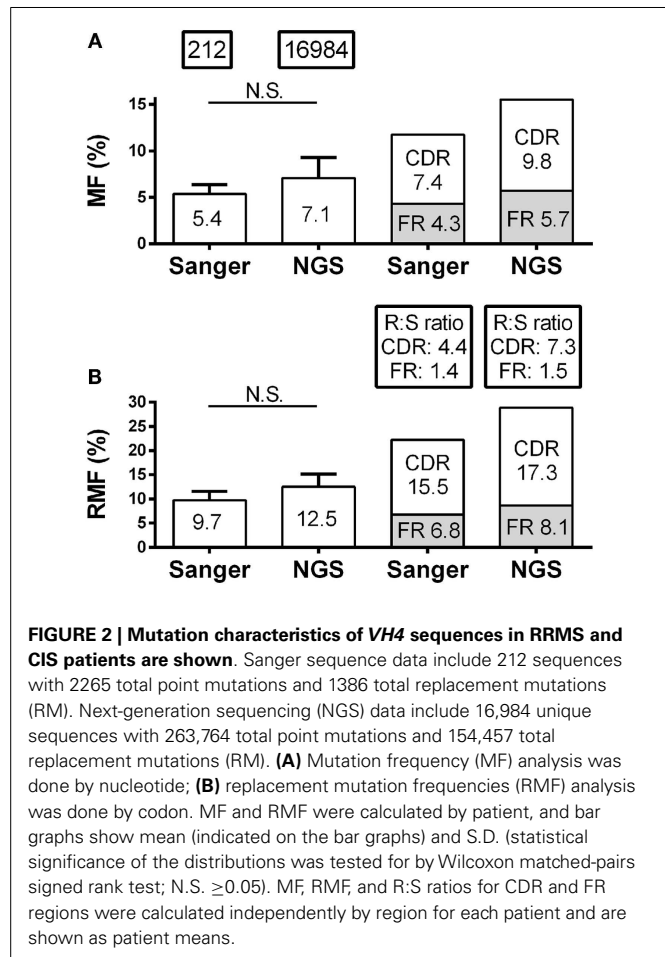 A
212 16984
N.S.
MF (%)
15
10
5
0
5.4
7.1
CDR
7.4
FR 4.3
CDR
9.8
FR 5.7
Sanger NGS Sanger NGS
R:S ratio
CDR: 4.4
FR: 1.4
R:S ratio
CDR: 7.3
FR: 1.5
B
N.S.
RMF (%)
30
25
20
15
10
5
0
9.7
12.5
CDR
15.5
FR 6.8
CDR
17.3
FR 8.1
Sanger NGS Sanger NGS
FIGURE 2 | Mutation characteristics of VH4 sequences in RRMS and
CIS patients are shown. Sanger sequence data include 212 sequences
with 2265 total point mutations and 1386 total replacement mutations
(RM). Next-generation sequencing (NGS) data include 16,984 unique
sequences with 263,764 total point mutations and 154,457 total
replacement mutations (RM). (A) Mutation frequency (MF) analysis was
done by nucleotide; (B) replacement mutation frequencies (RMF) analysis
was done by codon. MF and RMF were calculated by patient, and bar
graphs show mean (indicated on the bar graphs) and S.D. (statistical
significance of the distributions was tested for by Wilcoxon matched-pairs
signed rank test; N.S. ≥0.05). MF, RMF, and R:S ratios for CDR and FR
regions were calculated independently by region for each patient and are
shown as patient means.